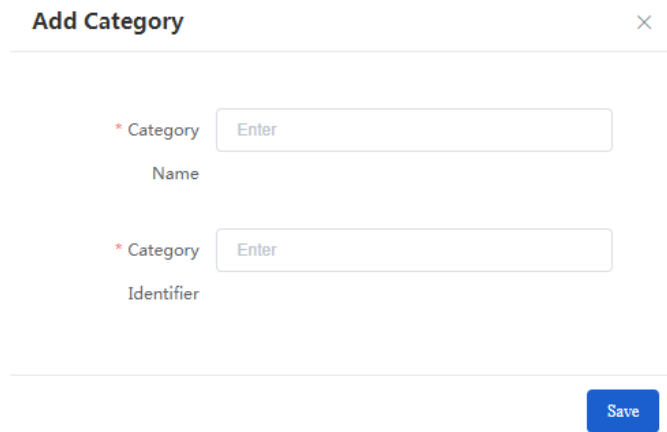 Add Category
* Category
Name
Enter
* Category
Identifier
Enter
Save